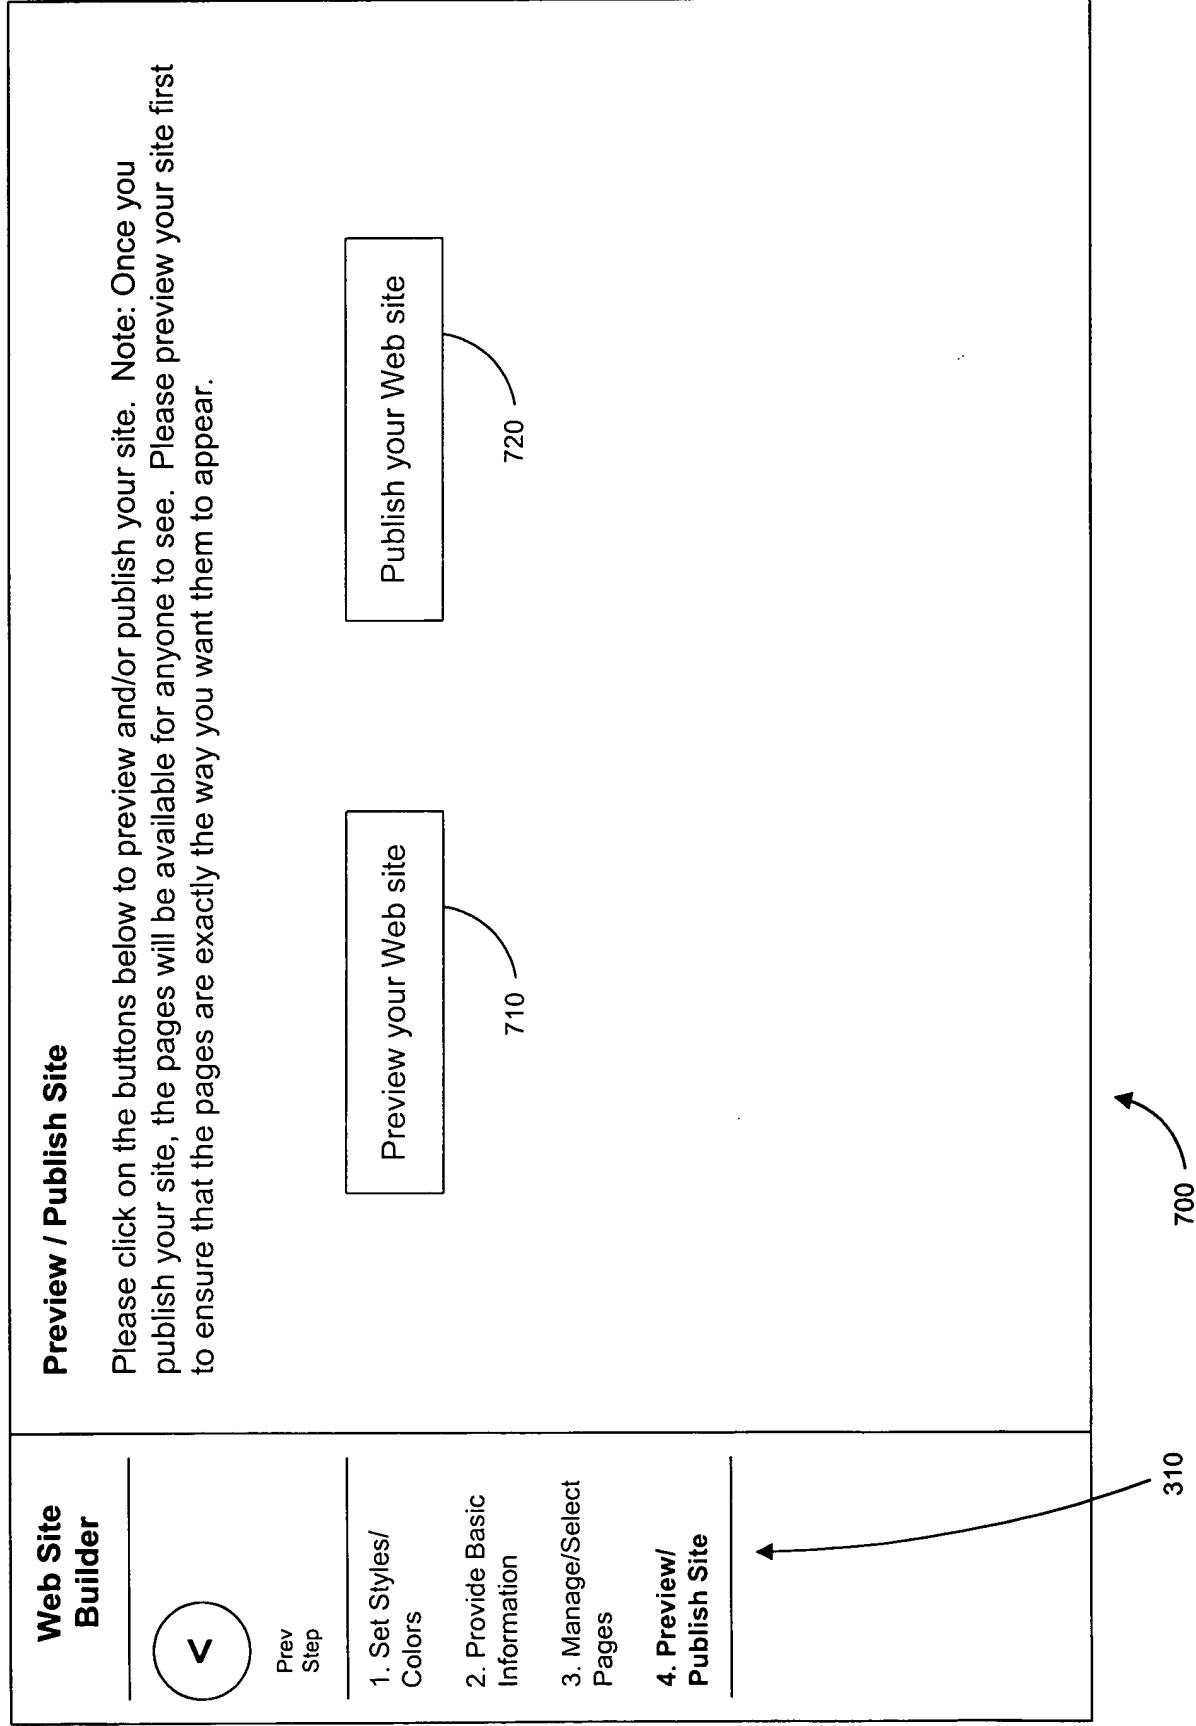 Web Site
Builder
<
Prev
Step
1. Set Styles/
Colors
2. Provide Basic
Information
3. Manage/Select
Pages
4. Preview/
Publish Site
310
Preview / Publish Site
Please click on the buttons below to preview and/or publish your site.  Note: Once you
publish your site, the pages will be available for anyone to see.  Please preview your site first
to ensure that the pages are exactly the way you want them to appear.
Preview your Web site
710
Publish your Web site
720
700